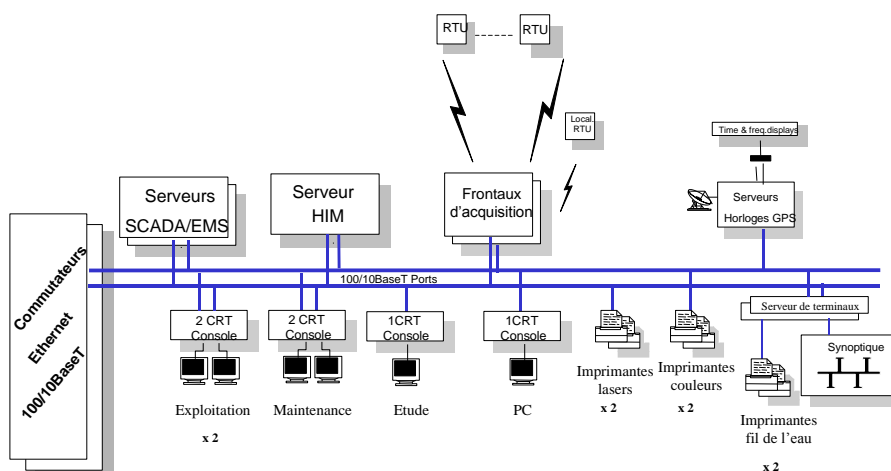 RTU
RTU
Local.
RTU
Time & freq.displays
Serveurs
SCADA/EMS
Serveur
HIM
Frontaux
d'acquisition
Serveurs
Horloges GPS
Commutateurs
Ethernet
100/10BaseT
100/10BaseT Ports
2 CRT
Console
2 CRT
Console
1CRT
Console
1CRT
Console
Serveur de terminaux
Synoptique
Exploitation
x 2
Maintenance
Etude
PC
Imprimantes
lasers
x 2
Imprimantes
couleurs
x 2
Imprimantes
fil de l'eau
x 2